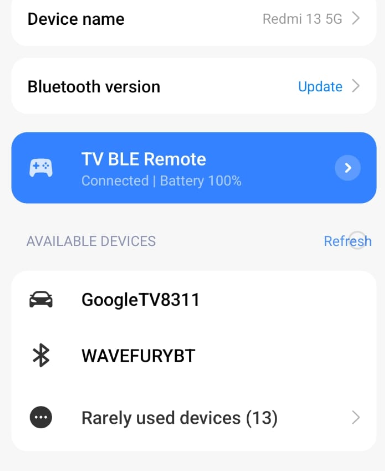 Device name
Redmi 13 5G
Bluetooth version
Update
TV BLE Remote
Connected | Battery 100%
AVAILABLE DEVICES
Refresh
GoogleTV8311
WAVEFURYBT
Rarely used devices (13)